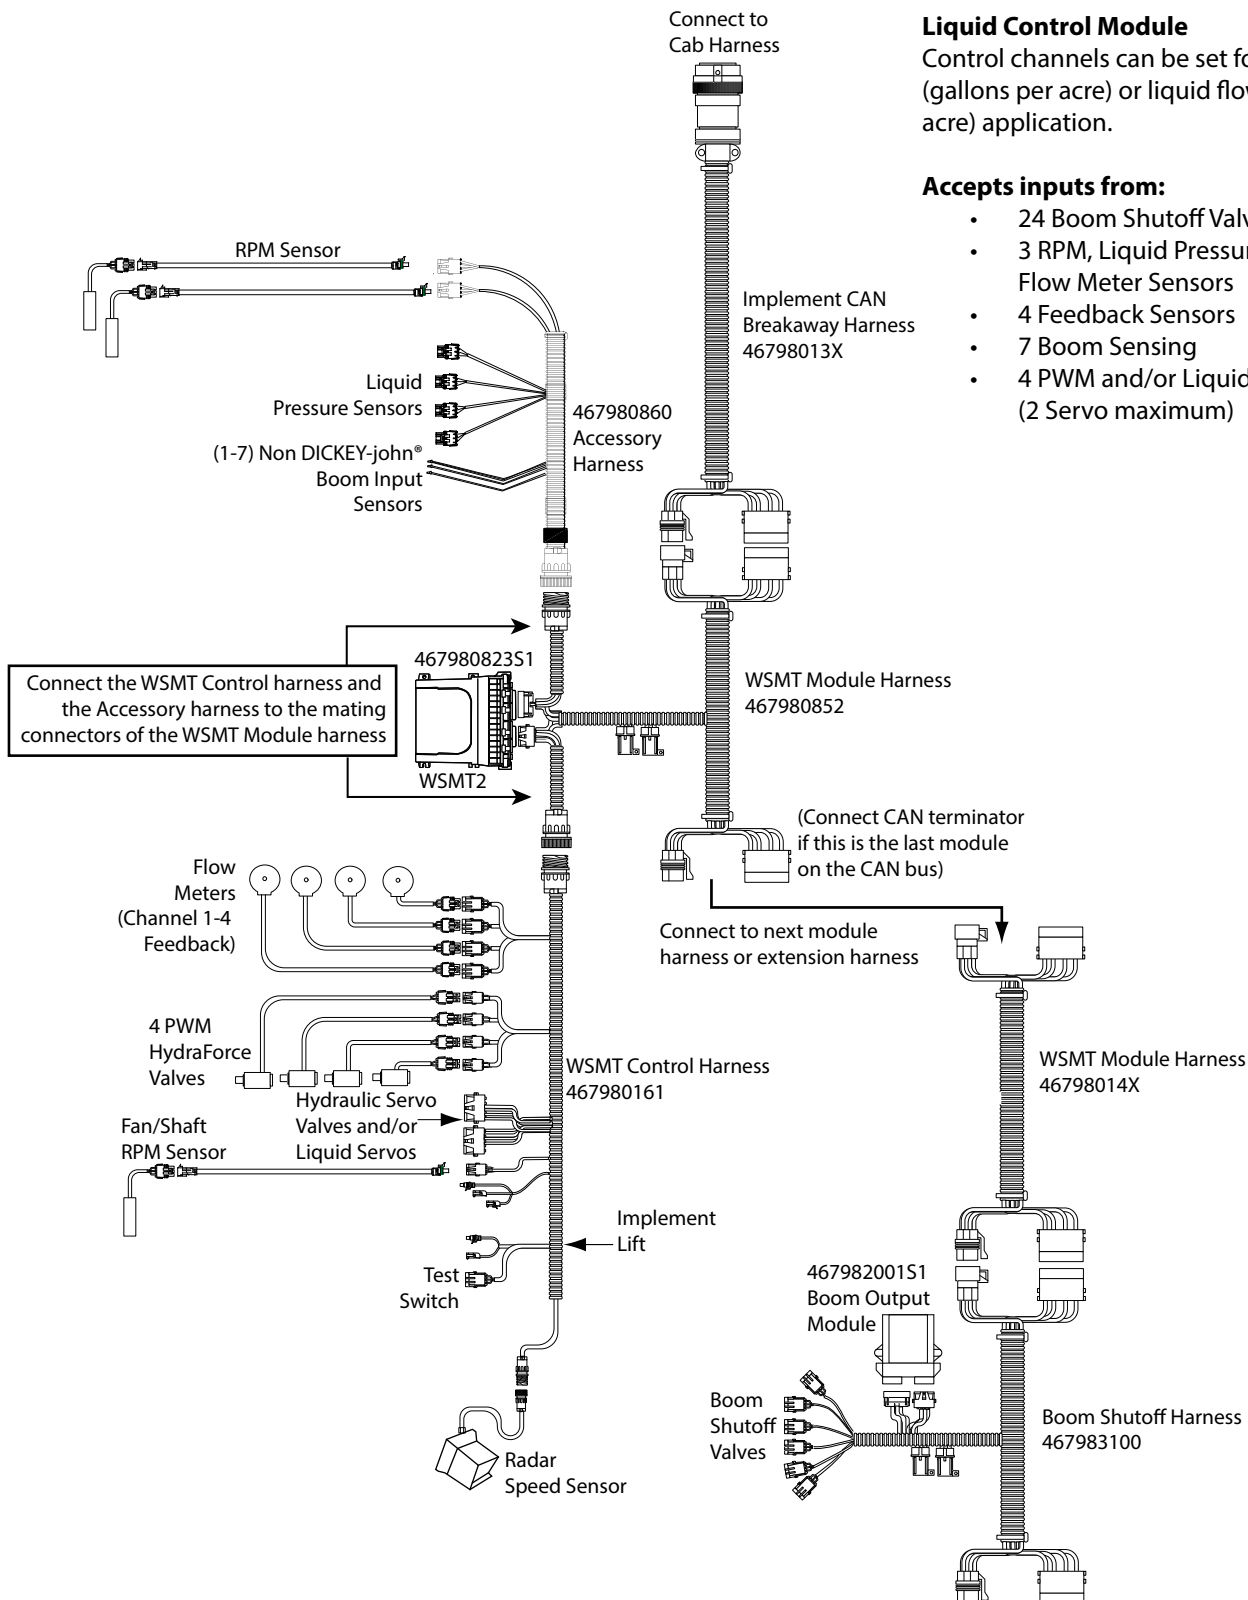 Connect to
Cab Harness
Liquid Control Module
Control channels can be set
(gallons per acre) or liquid
acre) application.
Accepts inputs from:
• 24 Boom Shutoff
• 3 RPM, Liquid
Flow Meter Sensors
• 4 Feedback Sensors
• 7 Boom Sensing
• 4 PWM and/or Liquid
(2 Servo maximum)
RPM Sensor
Implement CAN
Breakaway Harness
46798013X
Liquid
Pressure Sensors
467980860
Accessory
Harness
(1-7) Non DICKEY-john®
Boom Input
Sensors
467980823S1
WSMT2
Connect the WSMT Control harness and
the Accessory harness to the mating
connectors of the WSMT Module harness
WSMT Module Harness
467980852
(Connect CAN terminator
if this is the last module
on the CAN bus)
Connect to next module
harness or extension harness
Flow
Meters
(Channel 1-4
Feedback)
4 PWM
HydraForce
Valves
WSMT Control Harness
467980161
Hydraulic Servo
Valves and/or
Liquid Servos
Fan/Shaft
RPM Sensor
WSMT Module Harness
46798014X
Implement
Lift
Test
Switch
467982001S1
Boom Output
Module
Boom
Shutoff
Valves
Boom Shutoff Harness
467983100
Radar
Speed Sensor